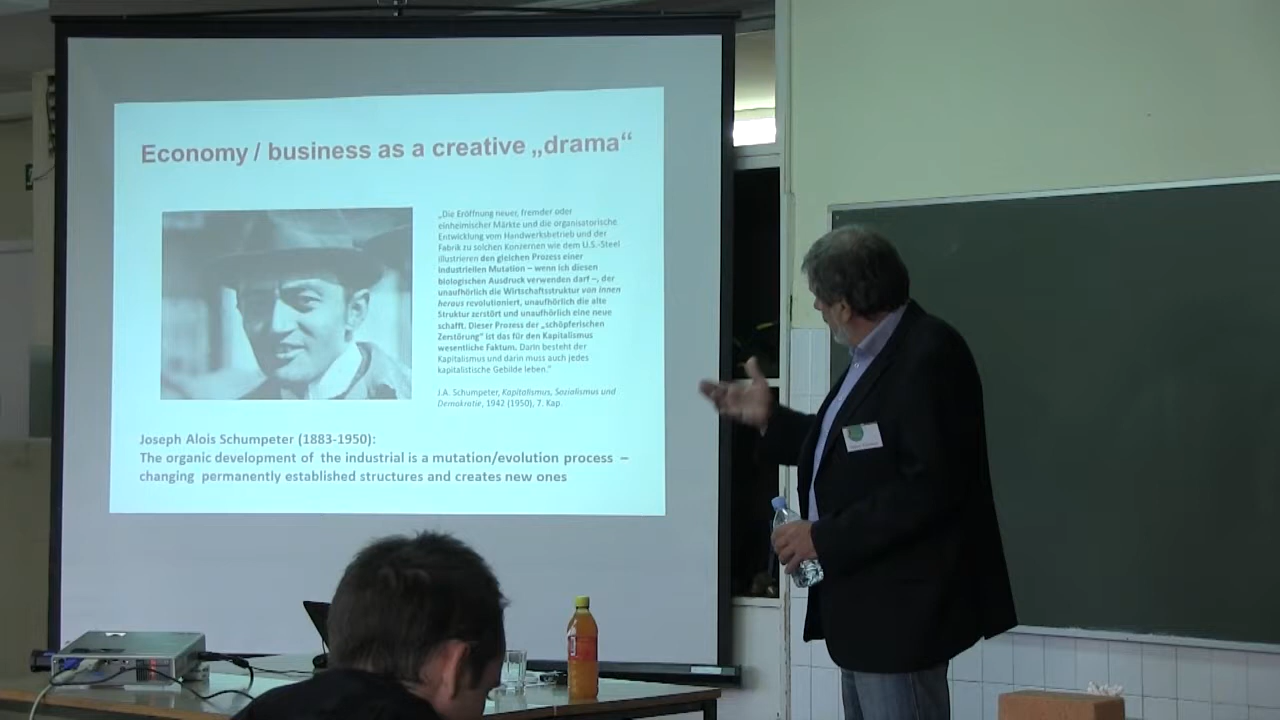 Economy / business as a creative „drama“
„Die Eröffnung neuer, fremder oder
einheimischer Märkte und die organisatorische
Entwicklung vom Handwerksbetrieb und der
Fabrik zu solchen Konzernen wie dem U.S.-Steel
illustrieren den gleichen Prozess einer
industriellen Mutation – wenn ich diesen
biologischen Ausdruck verwenden darf –, der
unaufhörlich die Wirtschaftsstruktur von innen
heraus revolutioniert, unaufhörlich die alte
Struktur zerstört und unaufhörlich eine neue
schafft. Dieser Prozess der „schöpferischen
Zerstörung“ ist das für den Kapitalismus
wesentliche Faktum. Darin besteht der
Kapitalismus und darin muss auch jedes
kapitalistische Gebilde leben.“
J.A. Schumpeter, Kapitalismus, Sozialismus und
Demokratie, 1942 (1950), 7. Kap.
Joseph Alois Schumpeter (1883-1950):
The organic development of the industrial is a mutation/evolution process –
changing permanently established structures and creates new ones